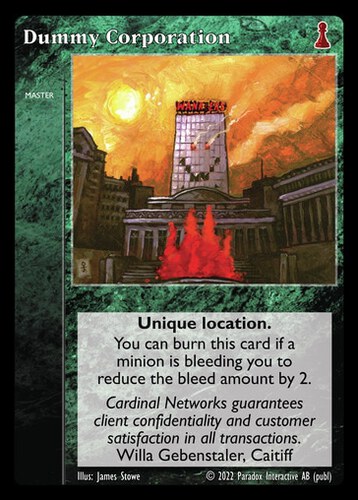 Dummy Corporation
MASTER
Unique location.
You can burn this card if a
minion is bleeding you to
reduce the bleed amount by 2.
Cardinal Networks guarantees
client confidentiality and customer
satisfaction in all transactions.
Willa Gebenstaler, Caitiff
Illus: James Stowe
© 2022 Paradox Interactive AB (publ)